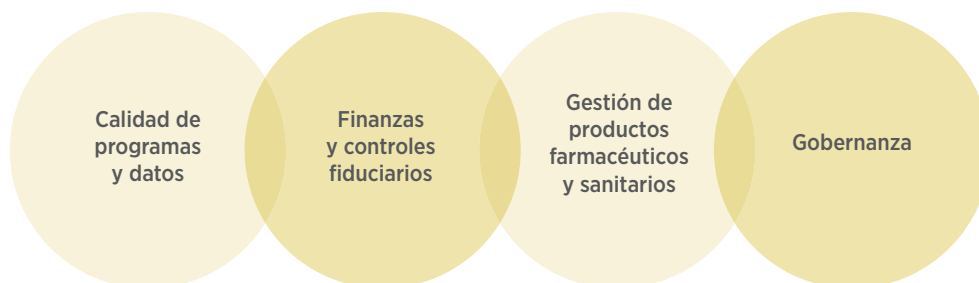 Calidad de
programas
y datos
Finanzas
y controles
fiduciarios
Gestión de
productos
farmacéuticos
y sanitarios
Gobernanza